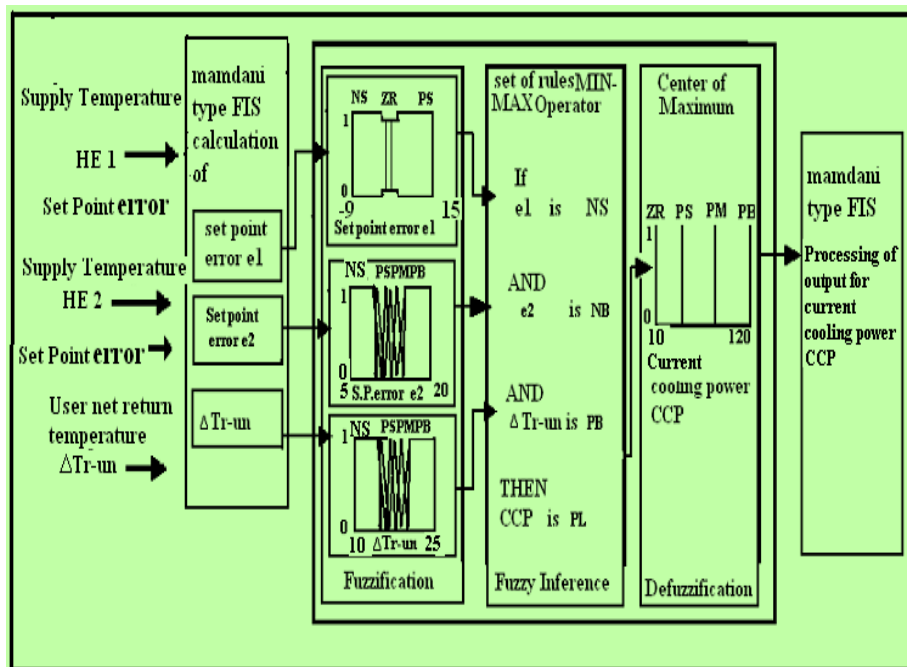 Supply Temperature
HE 1
Set Point error
Supply Temperature
HE 2
Set Point error
User net return
temperature
ΔTr-un
mamdani
type FIS
calculation
of
set point
error e1
Setpoint
error e2
ΔTr-un
NS ZR PS
1
0
-9 15
Set point error e1
NS PSPMPB
1
0
5 20
S.P.error e2
NS PSPMPB
1
0
10 ΔTr-un 25
Fuzzification
set of rules MIN-
MAX Operator
If
e1 is NS
AND
e2 is NB
AND
ΔTr-un is PB
THEN
CCP is PL
Fuzzy Inference
Center of
Maximum
ZR PS PM PB
1
0
10 120
Current
cooling power
CCP
Defuzzification
mamdani
type FIS
Processing of
output for
current
cooling power
CCP